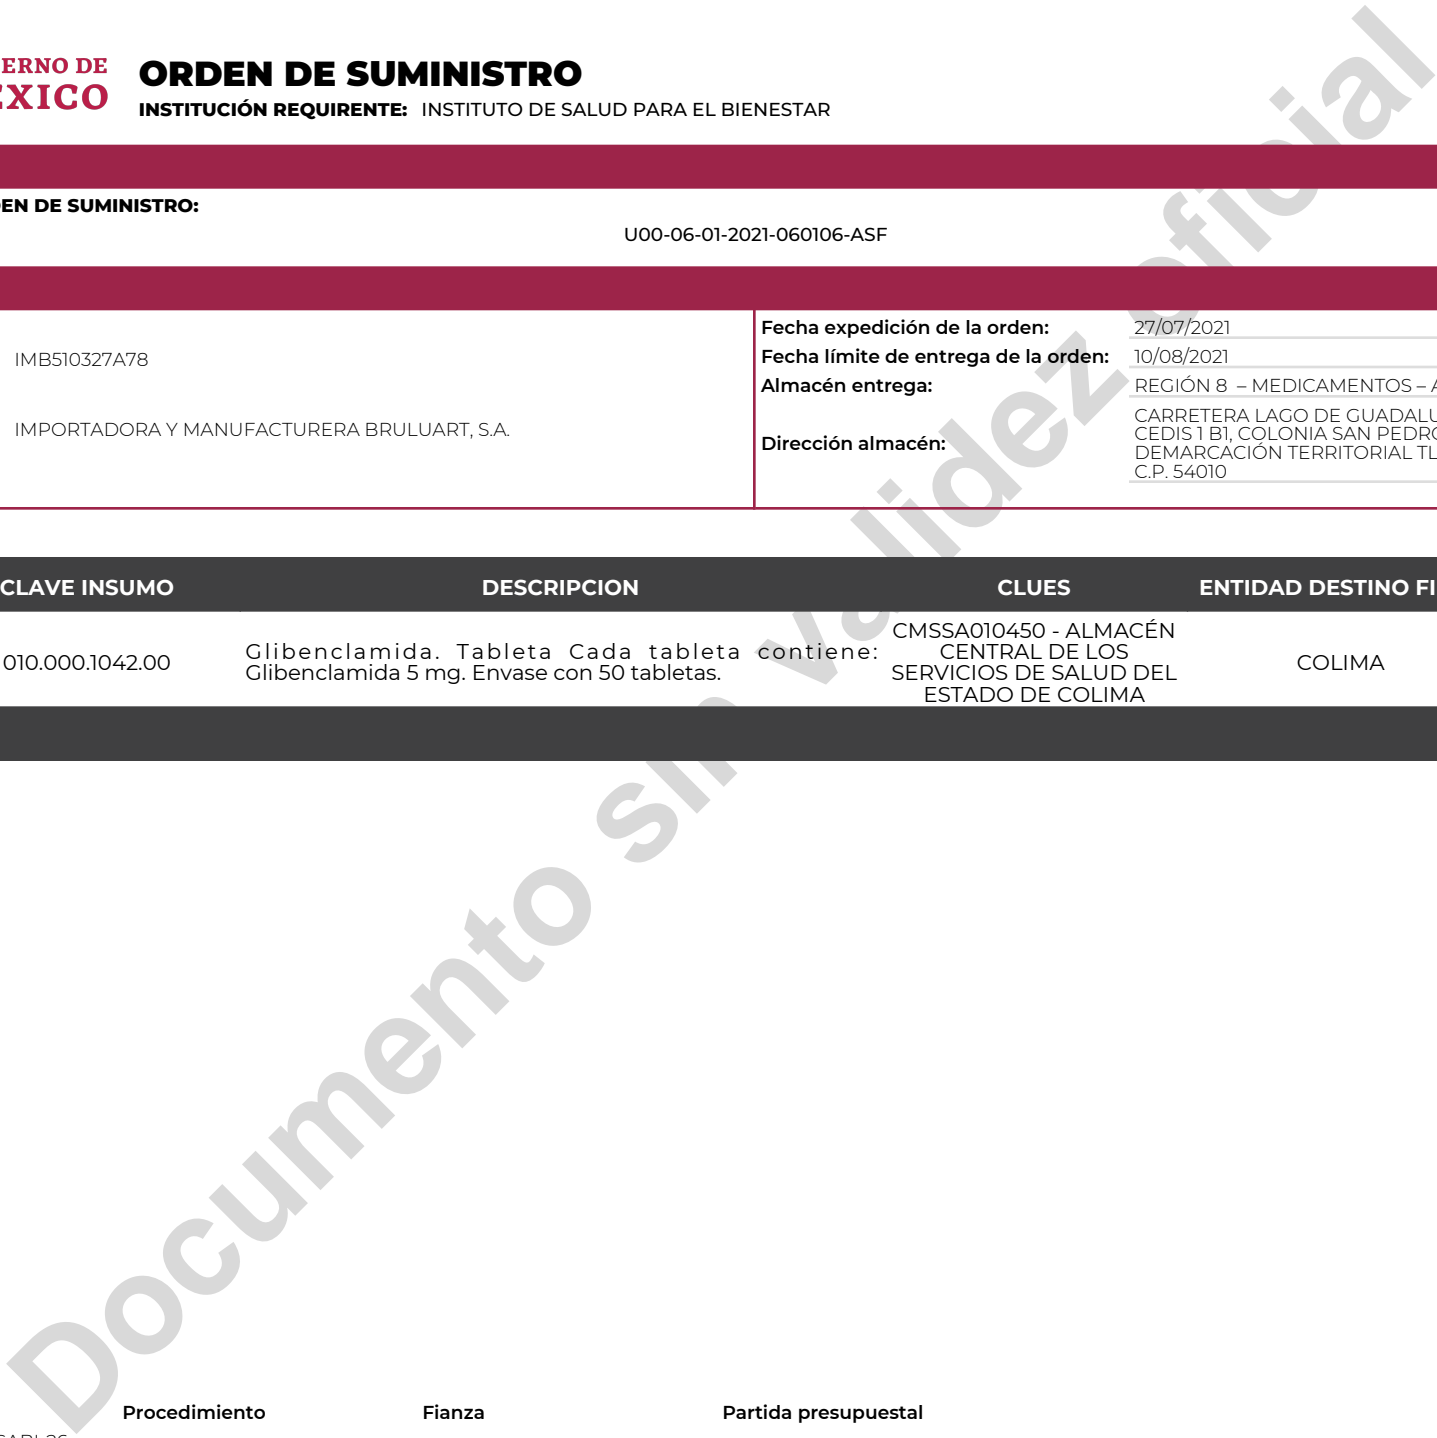 ERNO DE
ÉXICO
ORDEN DE SUMINISTRO
INSTITUCIÓN REQUIRENTE: INSTITUTO DE SALUD PARA EL BIENESTAR
EN DE SUMINISTRO:
U00-06-01-2021-060106-ASF
IMB510327A78
IMPORTADORA Y MANUFACTURERA BRULUART, S.A.
Fecha expedición de la orden: 27/07/2021
Fecha límite de entrega de la orden: 10/08/2021
Almacén entrega: REGIÓN 8 – MEDICAMENTOS – A
Dirección almacén:
CARRETERA LAGO DE GUADALU
CEDIS 1 B1, COLONIA SAN PEDRO
DEMARCACIÓN TERRITORIAL TL
C.P. 54010
CLAVE INSUMO DESCRIPCION CLUES ENTIDAD DESTINO FI
010.000.1042.00
Glibenclamida. Tableta Cada tableta contiene:
Glibenclamida 5 mg. Envase con 50 tabletas.
CMSSA010450 - ALMACÉN
CENTRAL DE LOS
SERVICIOS DE SALUD DEL
ESTADO DE COLIMA
COLIMA
Documento sin validez oficial
Procedimiento Fianza Partida presupuestal